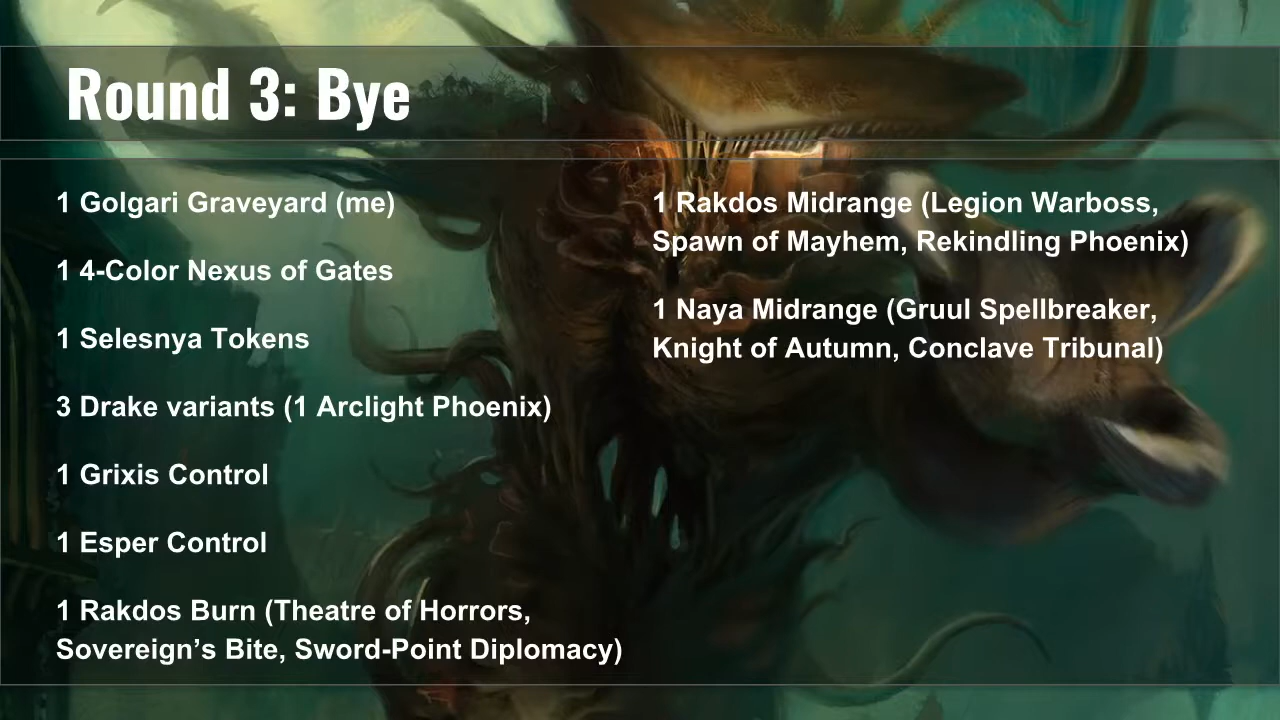 Round 3: Bye
1 Golgari Graveyard (me)
1 4-Color Nexus of Gates
1 Selesnya Tokens
3 Drake variants (1 Arclight Phoenix)
1 Grixis Control
1 Esper Control
1 Rakdos Burn (Theatre of Horrors,
Sovereign’s Bite, Sword-Point Diplomacy)
1 Rakdos Midrange (Legion Warboss,
Spawn of Mayhem, Rekindling Phoenix)
1 Naya Midrange (Gruul Spellbreaker,
Knight of Autumn, Conclave Tribunal)